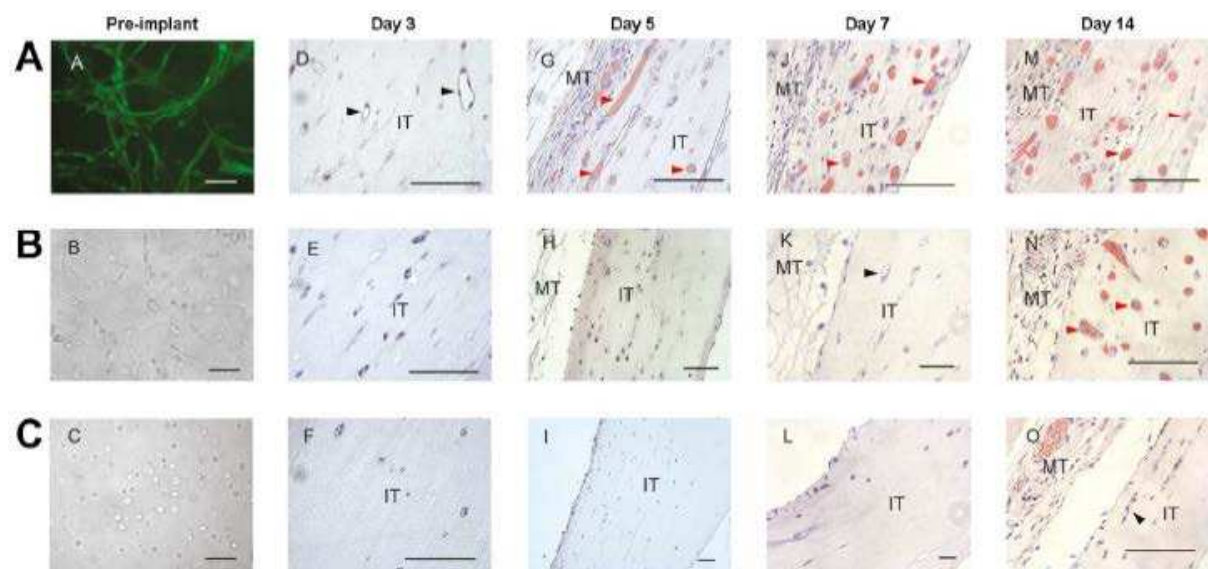 Pre-implant Day 3 Day 5 Day 7 Day 14
A A D IT G MT IT J MT IT M MT IT
B B E IT H MT IT K MT IT N MT IT
C C F IT I IT L IT O MT IT